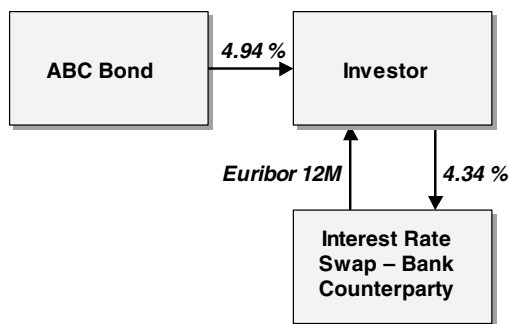 4.94 %
ABC Bond
Investor
Euribor 12M
4.34 %
Interest Rate
Swap – Bank
Counterparty